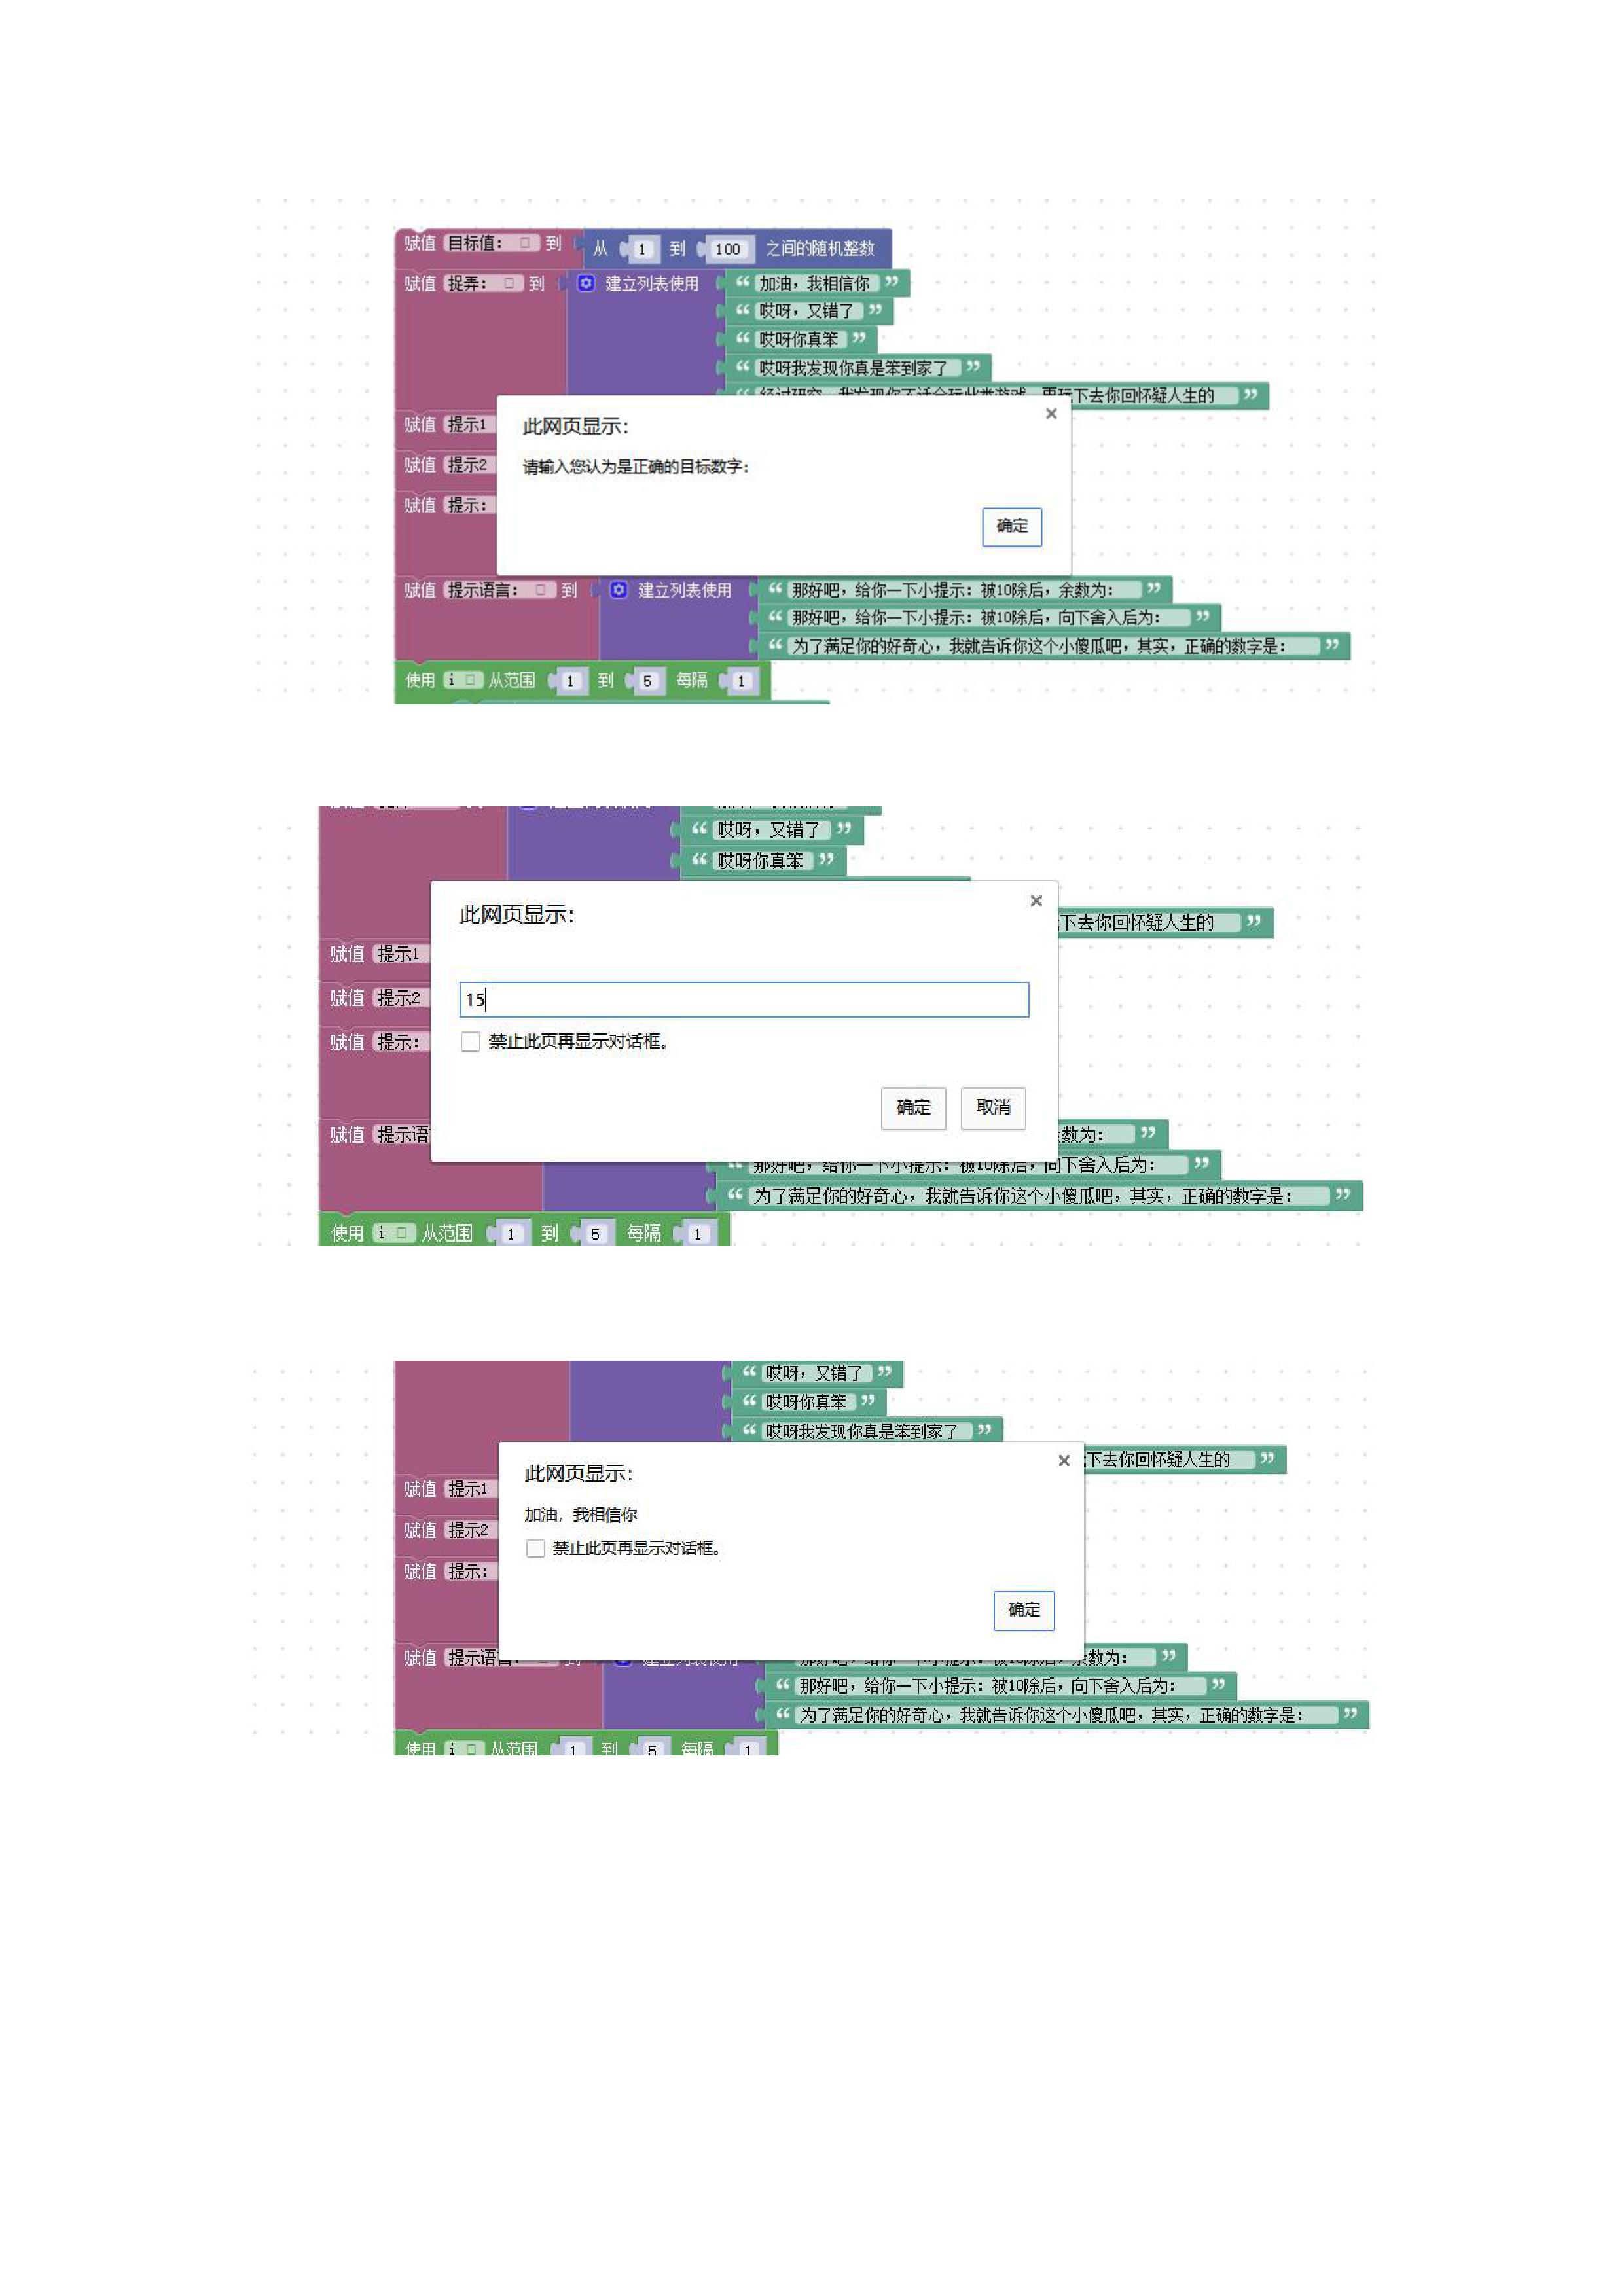 赋值 目标值： 到 从 1 到 100 之间的随机整数
赋值 捉弄： 到 建立列表使用 “ 加油，我相信你 ”
“ 哎呀，又错了 ”
“ 哎呀你真笨 ”
“ 哎呀我发现你真是笨到家了 ”
下去你回怀疑人生的 ”
赋值 提示1
此网页显示：
赋值 提示2
请输入您认为是正确的目标数字：
赋值 提示：
确定
赋值 提示语言： 到 建立列表使用 “ 那好吧，给你一下小提示：被10除后，余数为： ”
“ 那好吧，给你一下小提示：被10除后，向下舍入后为： ”
“ 为了满足你的好奇心，我就告诉你这个小傻瓜吧，其实，正确的数字是： ”
使用 i 从范围 1 到 5 每隔 1
“ 哎呀，又错了 ”
“ 哎呀你真笨 ”
此网页显示：
下去你回怀疑人生的 ”
赋值 提示1
赋值 提示2
15
赋值 提示：
禁止此页再显示对话框。
确定 取消
赋值 提示语
数为： ”
那好吧，给你一下小提示：被10除后，向下舍入后为： ”
“ 为了满足你的好奇心，我就告诉你这个小傻瓜吧，其实，正确的数字是： ”
使用 i 从范围 1 到 5 每隔 1
“ 哎呀，又错了 ”
“ 哎呀你真笨 ”
“ 哎呀我发现你真是笨到家了 ”
下去你回怀疑人生的 ”
此网页显示：
赋值 提示1
加油，我相信你
赋值 提示2
禁止此页再显示对话框。
赋值 提示：
确定
赋值 提示语
余数为： ”
“ 那好吧，给你一下小提示：被10除后，向下舍入后为： ”
“ 为了满足你的好奇心，我就告诉你这个小傻瓜吧，其实，正确的数字是： ”
使用 i 从范围 1 到 5 每隔 1